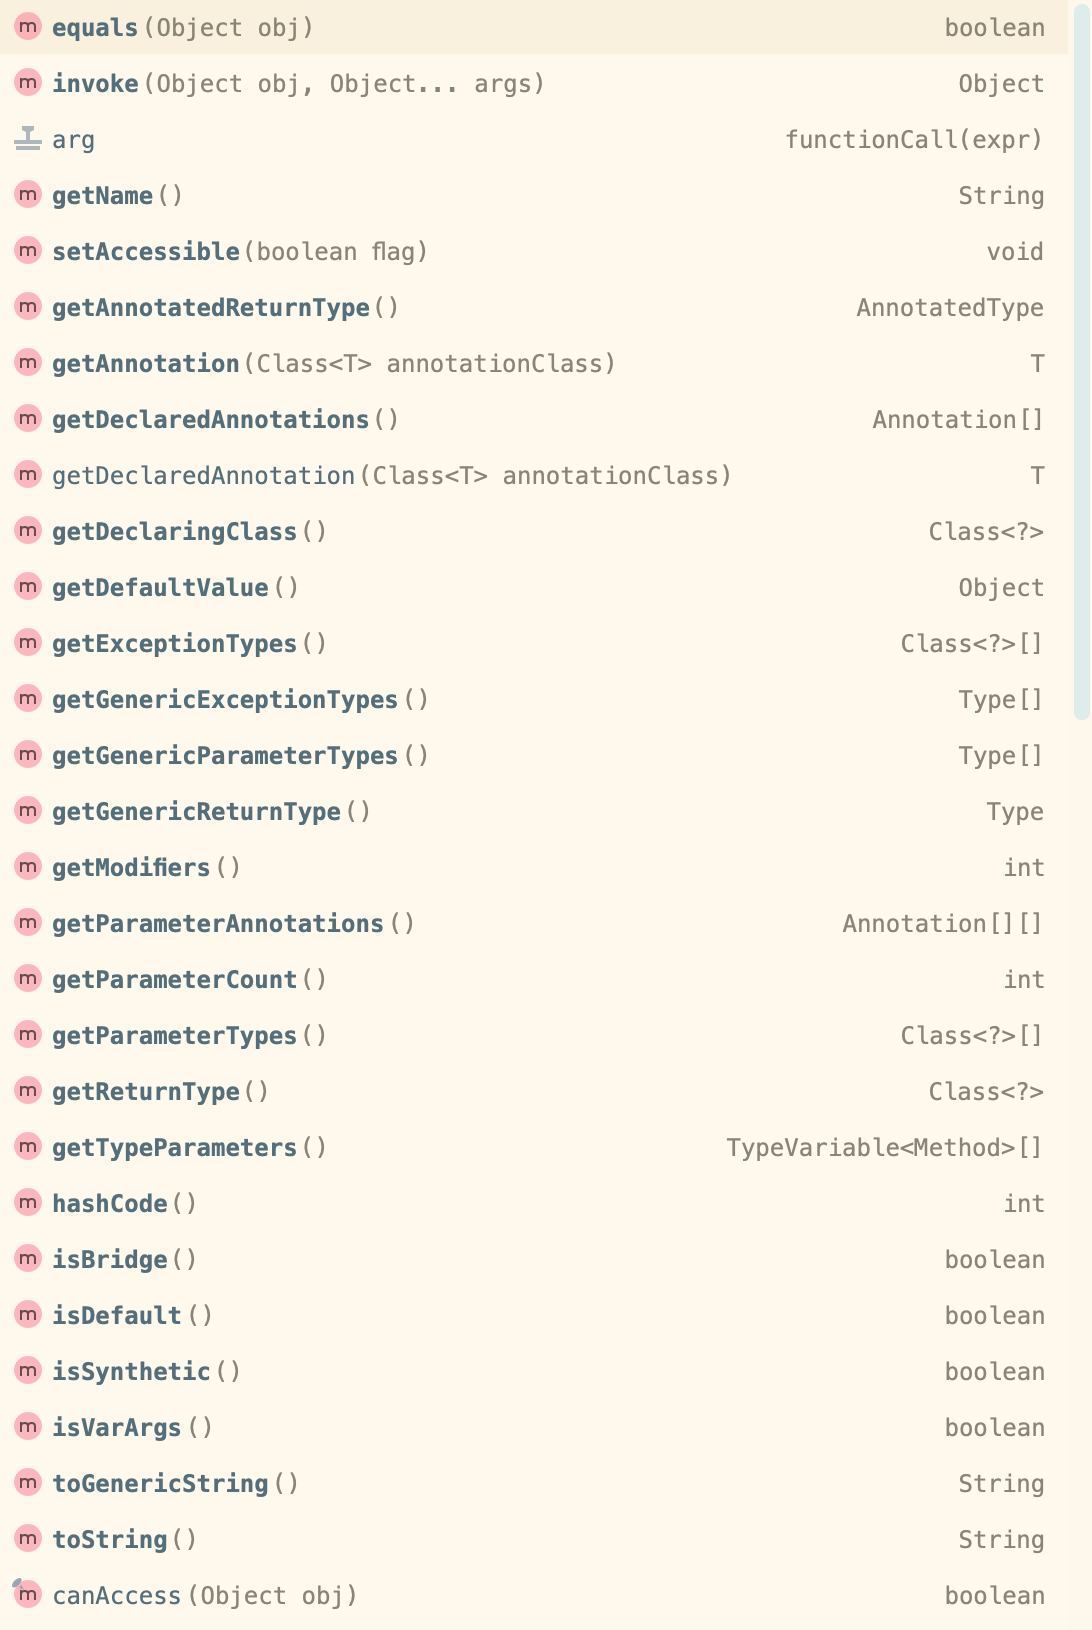 m equals(Object obj) boolean
m invoke(Object obj, Object... args) Object
arg functionCall(expr)
m getName() String
m setAccessible(boolean flag) void
m getAnnotatedReturnType() AnnotatedType
m getAnnotation(Class<T> annotationClass) T
m getDeclaredAnnotations() Annotation[]
m getDeclaredAnnotation(Class<T> annotationClass) T
m getDeclaringClass() Class<?>
m getDefaultValue() Object
m getExceptionTypes() Class<?>[]
m getGenericExceptionTypes() Type[]
m getGenericParameterTypes() Type[]
m getGenericReturnType() Type
m getModifiers() int
m getParameterAnnotations() Annotation[][]
m getParameterCount() int
m getParameterTypes() Class<?>[]
m getReturnType() Class<?>
m getTypeParameters() TypeVariable<Method>[]
m hashCode() int
m isBridge() boolean
m isDefault() boolean
m isSynthetic() boolean
m isVarArgs() boolean
m toGenericString() String
m toString() String
m canAccess(Object obj) boolean